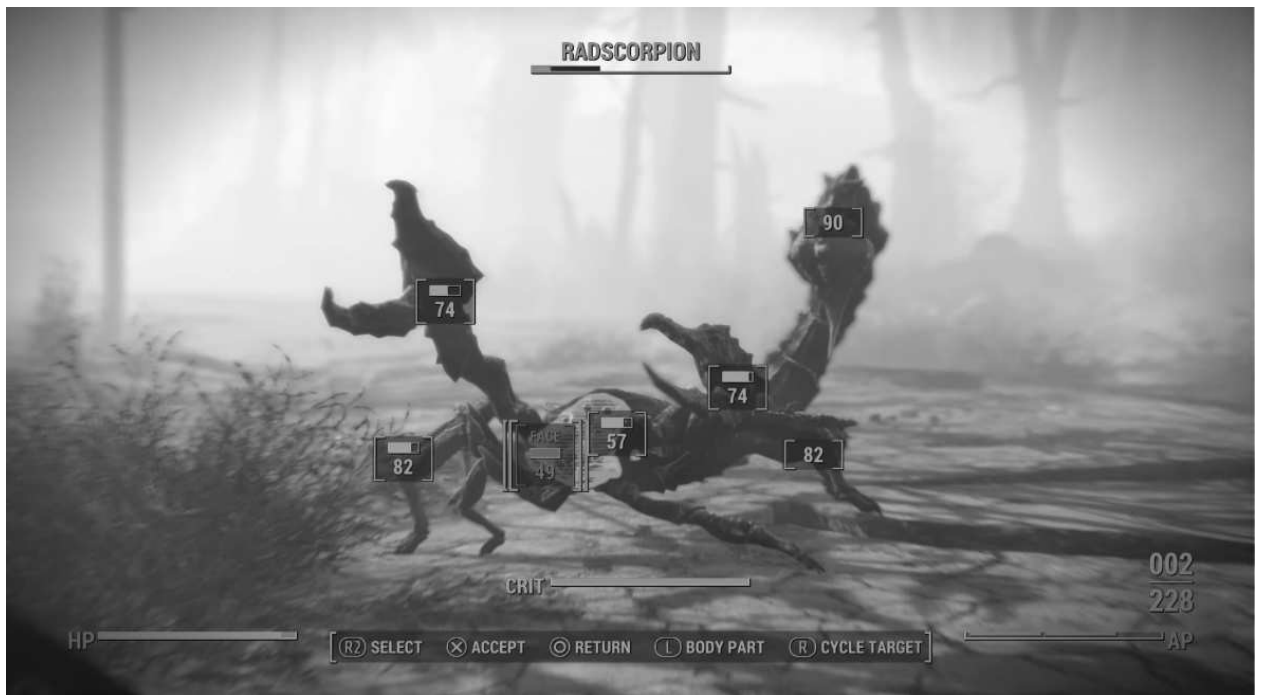 RADSCORPION
90
74
74
FACE
49
57
82
82
CRIT
002
228
HP
R2 SELECT X ACCEPT O RETURN L BODY PART R CYCLE TARGET
AP